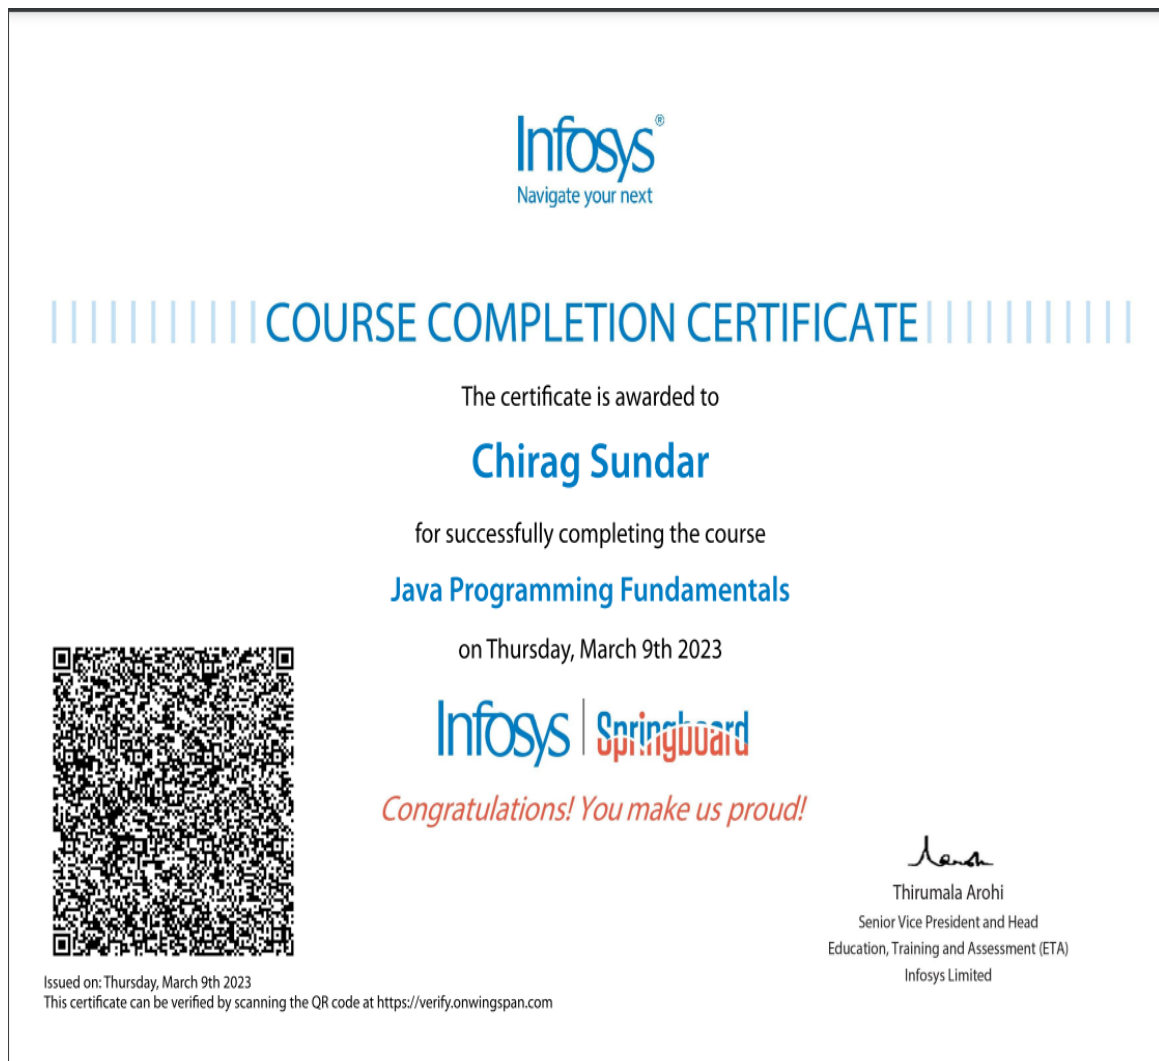 Infosys®
Navigate your next
COURSE COMPLETION CERTIFICATE
The certificate is awarded to
Chirag Sundar
for successfully completing the course
Java Programming Fundamentals
on Thursday, March 9th 2023
Infosys | Springboard
Congratulations! You make us proud!
Thirumala Arohi
Senior Vice President and Head
Education, Training and Assessment (ETA)
Infosys Limited
Issued on: Thursday, March 9th 2023
This certificate can be verified by scanning the QR code at https://verify.onwingspan.com